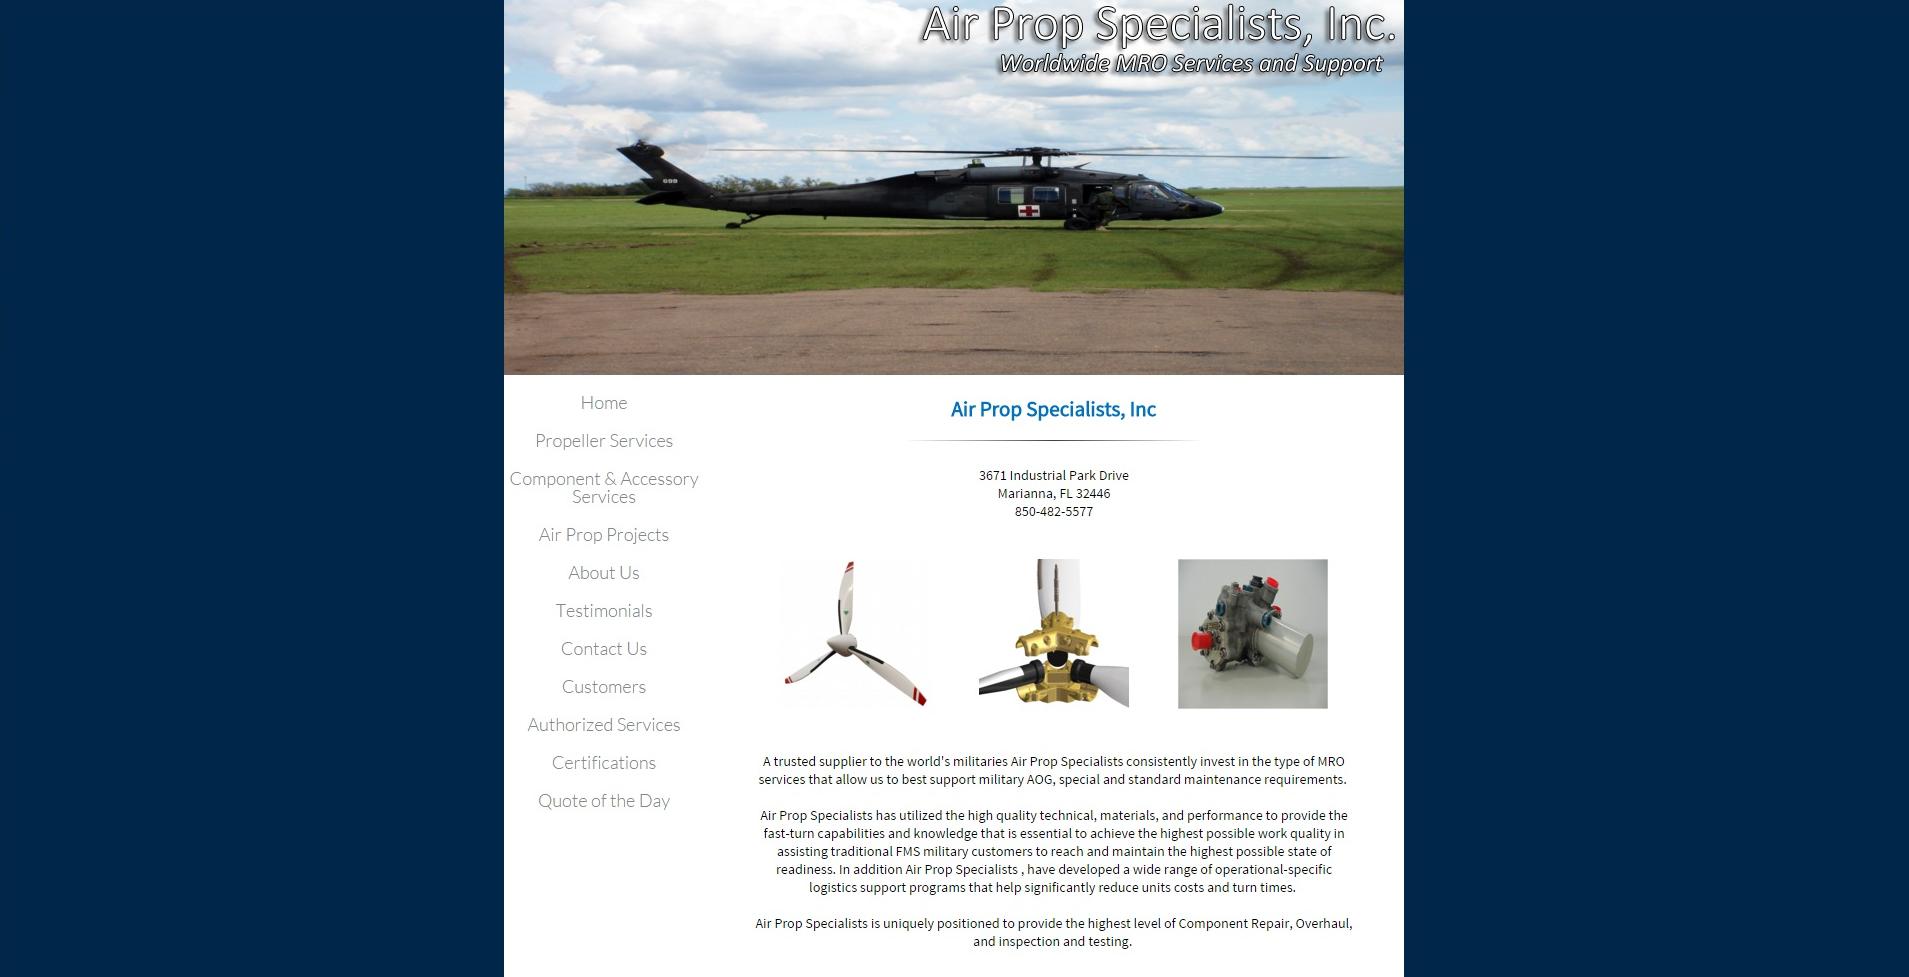 Air Prop Specialists, Inc.
Worldwide MRO Services and Support
Home
Propeller Services
Component & Accessory
Services
Air Prop Projects
About Us
Testimonials
Contact Us
Customers
Authorized Services
Certifications
Quote of the Day
Air Prop Specialists, Inc
3671 Industrial Park Drive
Marianna, FL 32446
850-482-5577
A trusted supplier to the world's militaries Air Prop Specialists consistently invest in the type of MRO
services that allow us to best support military AOG, special and standard maintenance requirements.
Air Prop Specialists has utilized the high quality technical, materials, and performance to provide the
fast-turn capabilities and knowledge that is essential to achieve the highest possible work quality in
assisting traditional FMS military customers to reach and maintain the highest possible state of
readiness. In addition Air Prop Specialists , have developed a wide range of operational-specific
logistics support programs that help significantly reduce units costs and turn times.
Air Prop Specialists is uniquely positioned to provide the highest level of Component Repair, Overhaul,
and inspection and testing.